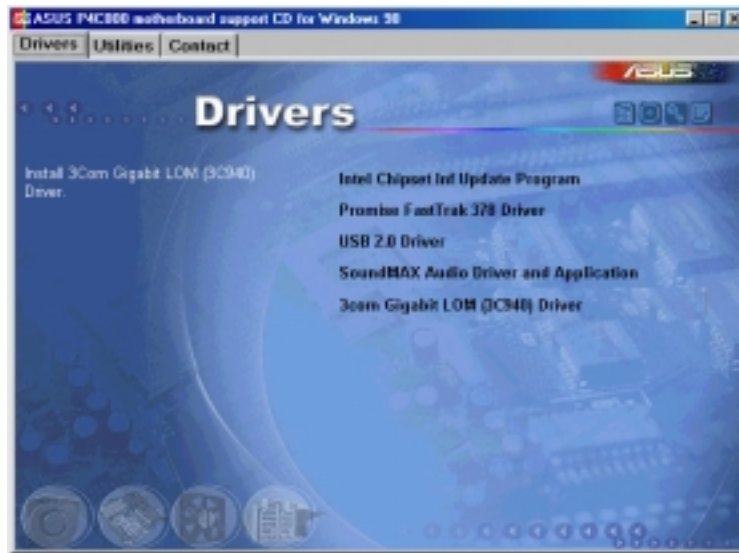 ASUS P4C800 motherboard support CD for Windows 98
Drivers Utilities Contact
ASUS
Drivers
Install 3Com Gigabit LOM (3C940)
Driver.
Intel Chipset Inf Update Program
Promise FastTrak 378 Driver
USB 2.0 Driver
SoundMAX Audio Driver and Application
3com Gigabit LOM (3C940) Driver